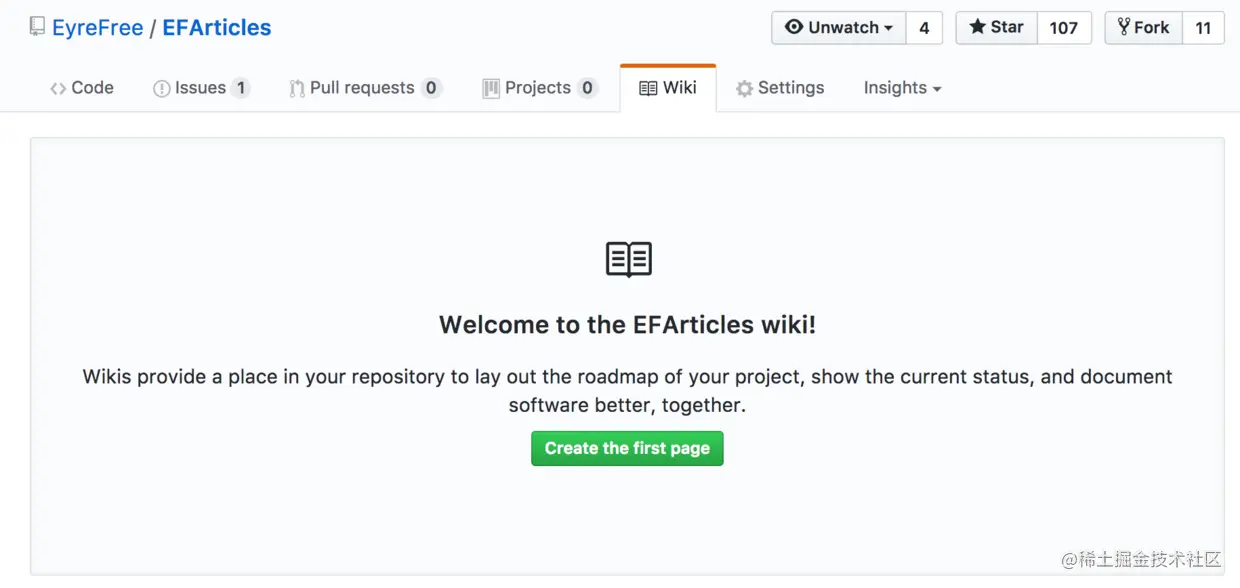 EyreFree / EFArticles
Unwatch 4 Star 107 Fork 11
Code Issues 1 Pull requests 0 Projects 0 Wiki Settings Insights
Welcome to the EFArticles wiki!
Wikis provide a place in your repository to lay out the roadmap of your project, show the current status, and document
software better, together.
Create the first page
@稀土掘金技术社区